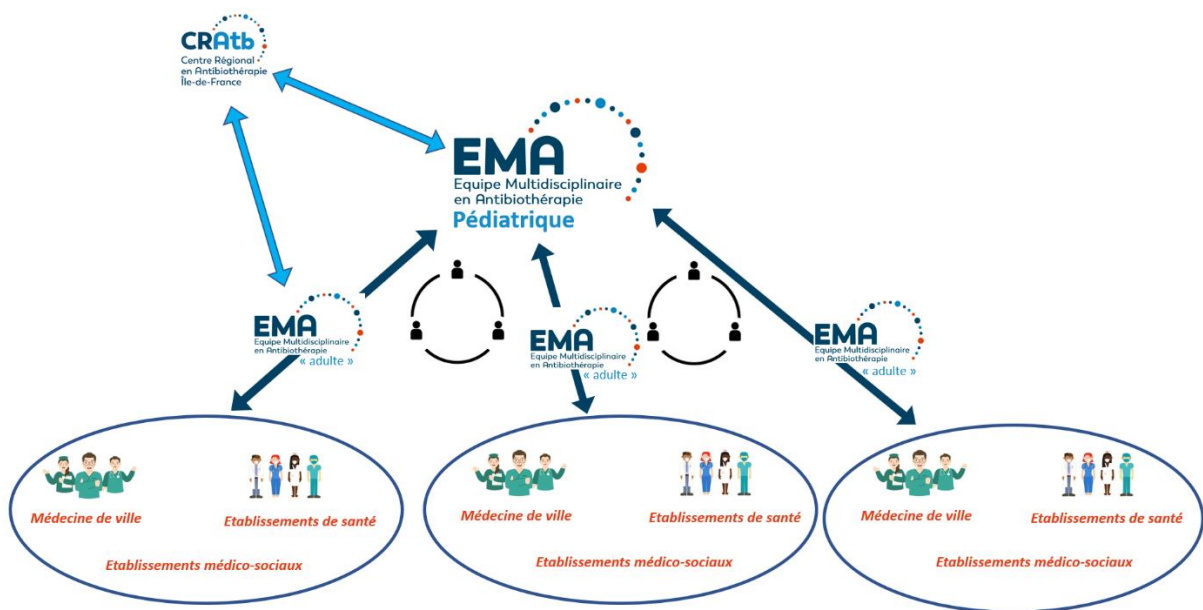 CRAtb
Centre Régional
en Antibiothérapie
Île-de-France
EMA
Equipe Multidisciplinaire
en Antibiothérapie
Pédiatrique
EMA
Equipe Multidisciplinaire
en Antibiothérapie
« adulte »
EMA
Equipe Multidisciplinaire
en Antibiothérapie
« adulte »
EMA
Equipe Multidisciplinaire
en Antibiothérapie
« adulte »
Médecine de ville
Etablissements de santé
Etablissements médico-sociaux
Médecine de ville
Etablissements de santé
Etablissements médico-sociaux
Médecine de ville
Etablissements de santé
Etablissements médico-sociaux